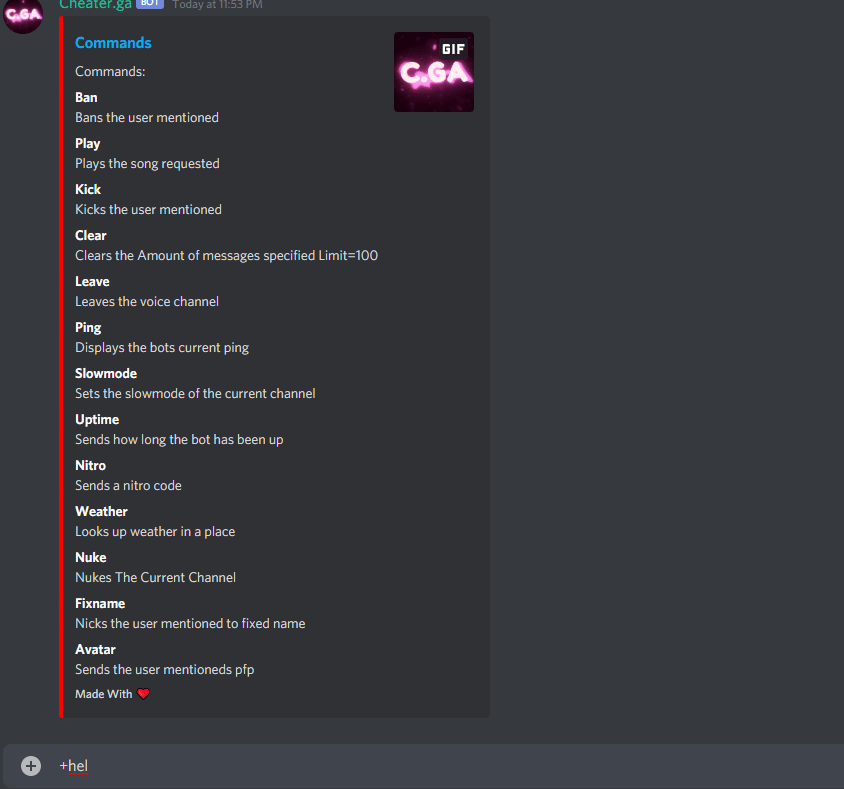 C.GA
Cheater.ga BOT Today at 11:53 PM
Commands
GIF
C.GA
Commands:
Ban
Bans the user mentioned
Play
Plays the song requested
Kick
Kicks the user mentioned
Clear
Clears the Amount of messages specified Limit=100
Leave
Leaves the voice channel
Ping
Displays the bots current ping
Slowmode
Sets the slowmode of the current channel
Uptime
Sends how long the bot has been up
Nitro
Sends a nitro code
Weather
Looks up weather in a place
Nuke
Nukes The Current Channel
Fixname
Nicks the user mentioned to fixed name
Avatar
Sends the user mentioneds pfp
Made With ❤
+hel